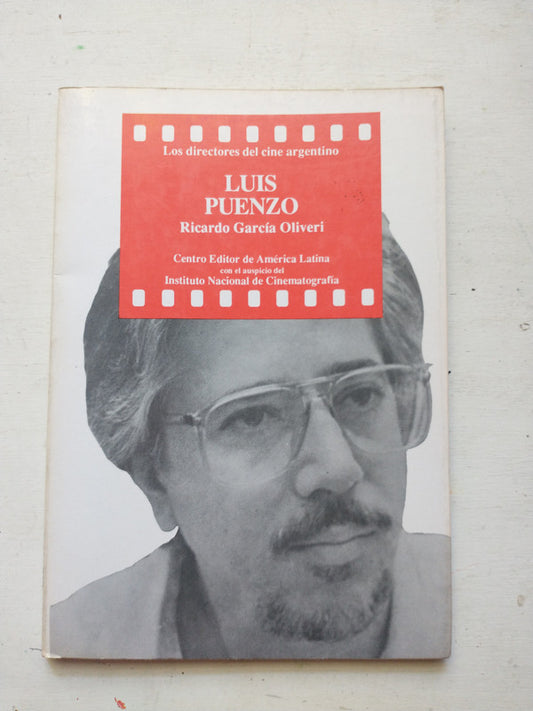 Los directores del cine argentino
LUIS
PUENZO
Ricardo García Oliveri
Centro Editor de América Latina
con el auspicio del
Instituto Nacional de Cinematografía